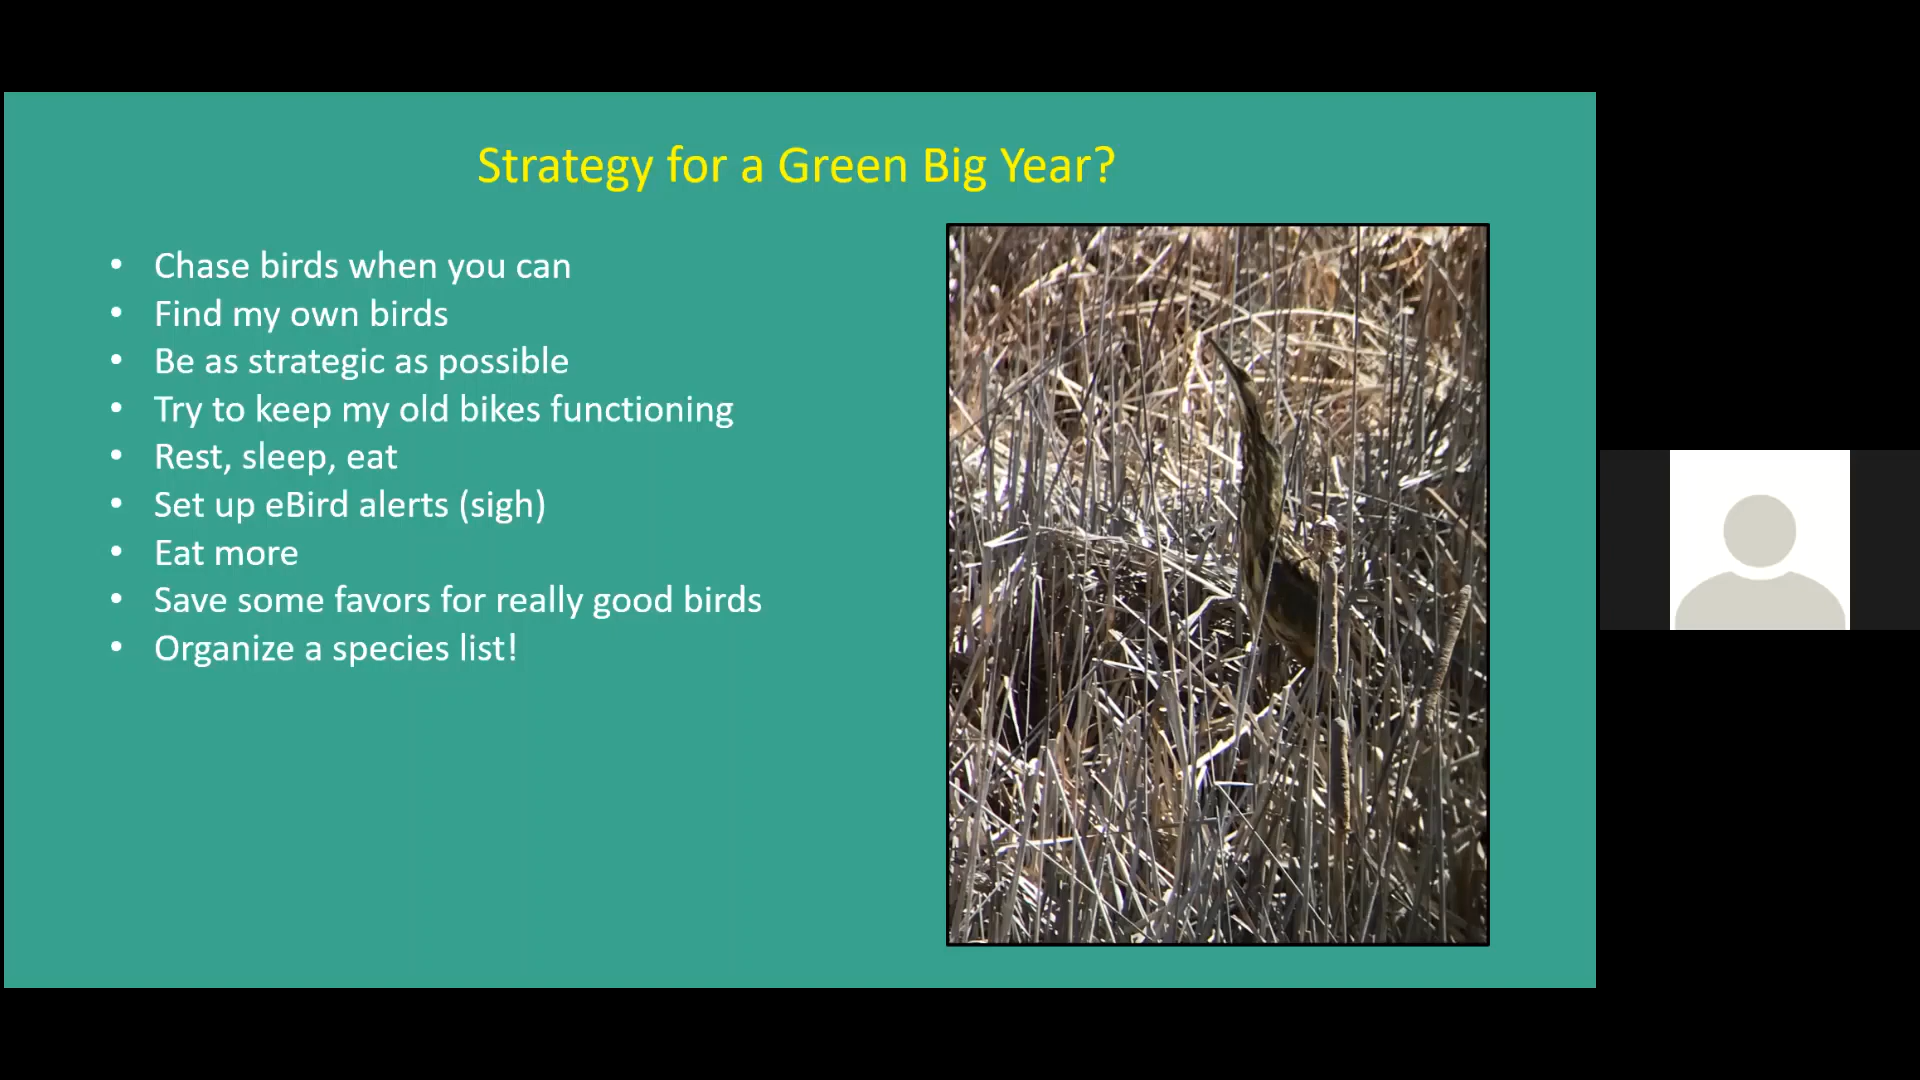 Strategy for a Green Big Year?
• Chase birds when you can
• Find my own birds
• Be as strategic as possible
• Try to keep my old bikes functioning
• Rest, sleep, eat
• Set up eBird alerts (sigh)
• Eat more
• Save some favors for really good birds
• Organize a species list!